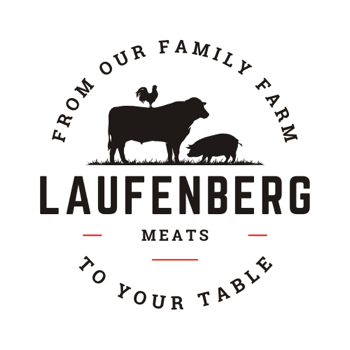 FROM OUR FAMILY FARM
LAUFENBERG
MEATS
TO YOUR TABLE